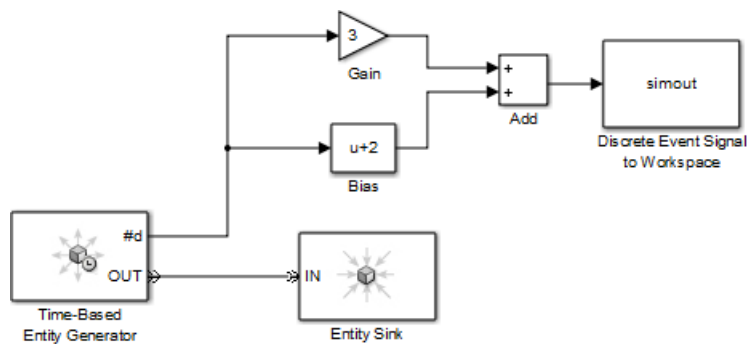 3
Gain
+
+
Add
simout
Discrete Event Signal
to Workspace
u+2
Bias
#d
OUT
Time-Based
Entity Generator
IN
Entity Sink